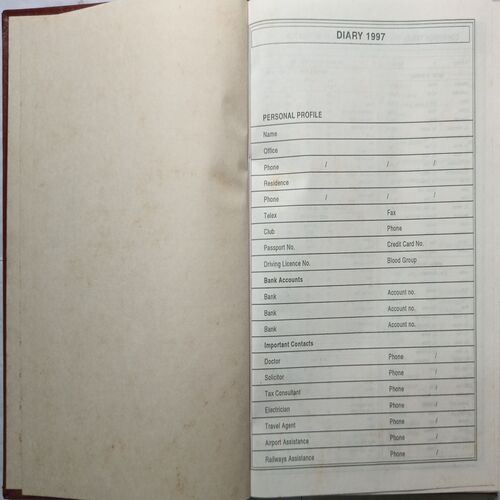 DIARY 1997
PERSONAL PROFILE
Name
Office
Phone / / /
Residence
Phone / / /
Telex Fax
Club Phone
Passport No. Credit Card No.
Driving Licence No. Blood Group
Bank Accounts
Bank Account no.
Bank Account no.
Bank Account no.
Important Contacts
Doctor Phone /
Solicitor Phone /
Tax Consultant Phone /
Electrician Phone /
Travel Agent Phone /
Airport Assistance Phone /
Railways Assistance Phone /